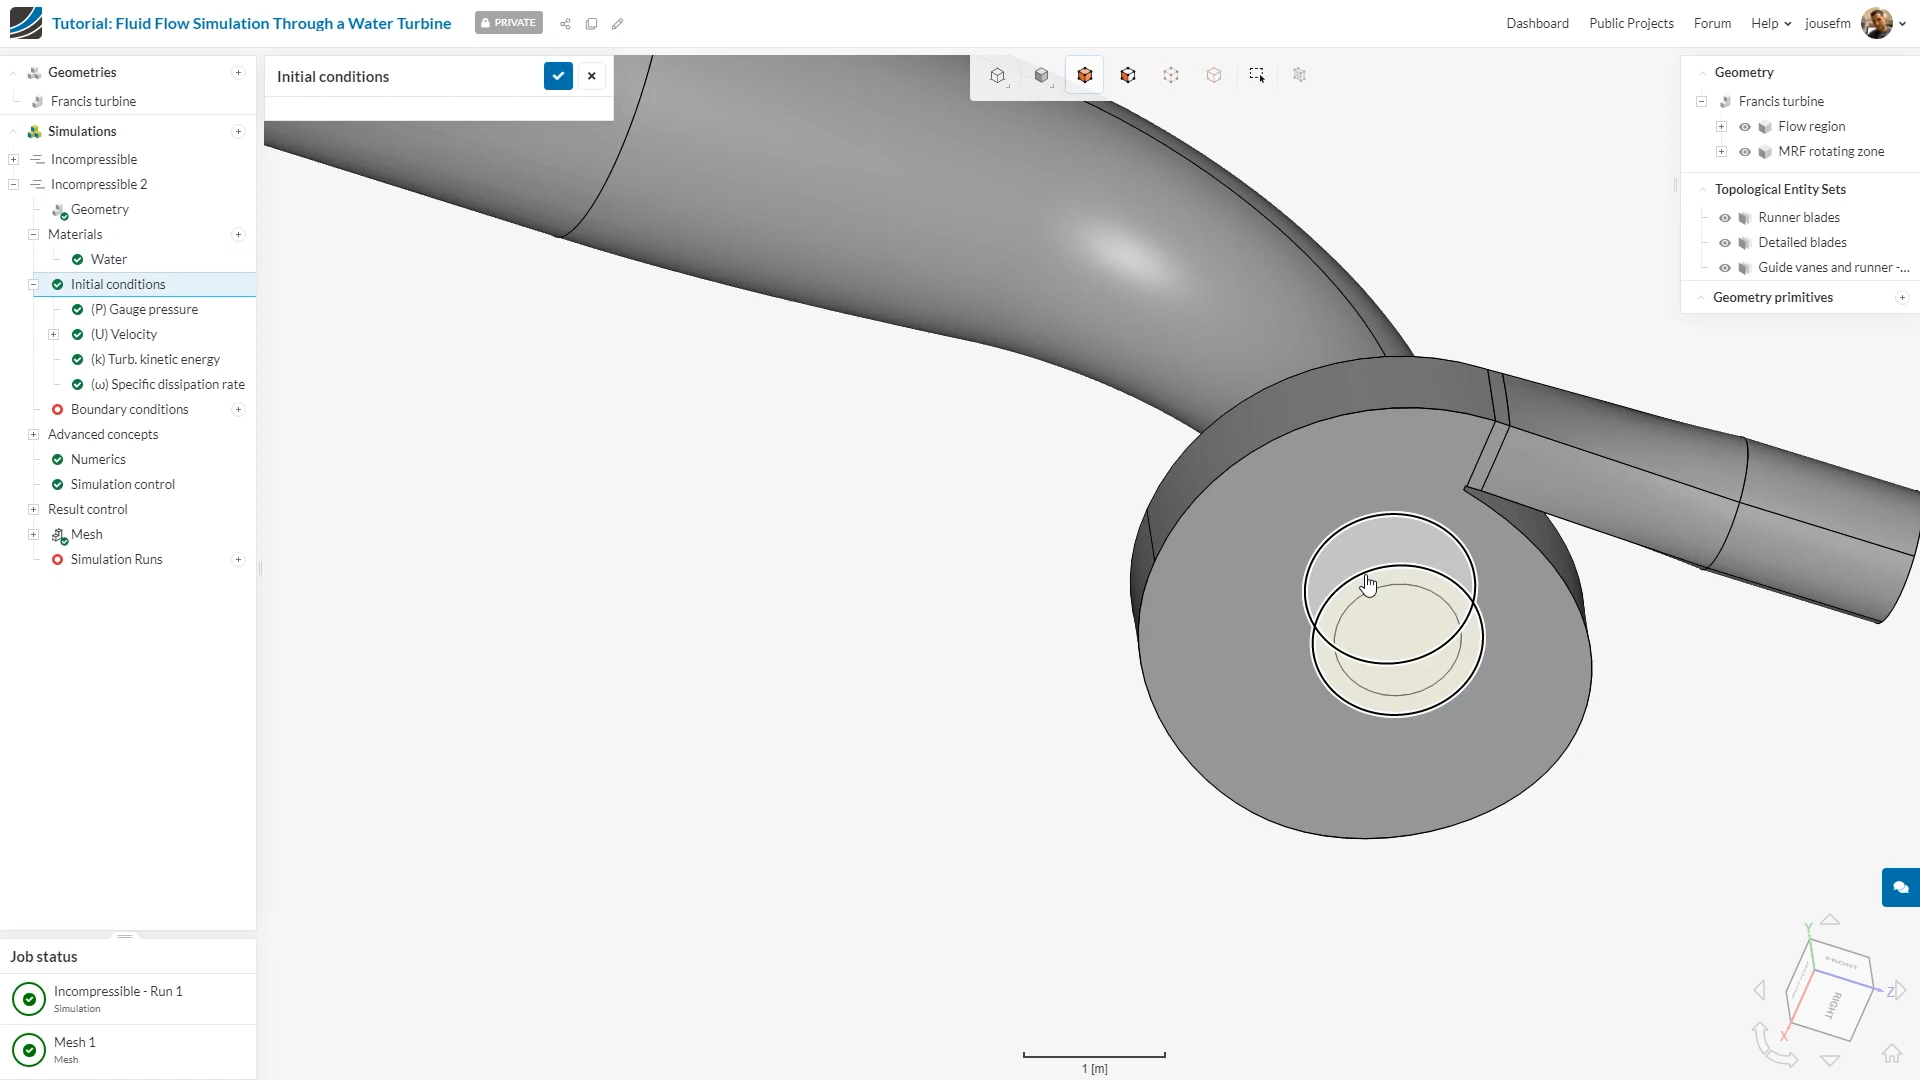 Tutorial: Fluid Flow Simulation Through a Water Turbine
PRIVATE
Dashboard
Public Projects
Forum
Help
jousefm
Geometries
Francis turbine
Simulations
Incompressible
Incompressible 2
Geometry
Materials
Water
Initial conditions
(P) Gauge pressure
(U) Velocity
(k) Turb. kinetic energy
(ω) Specific dissipation rate
Boundary conditions
Advanced concepts
Numerics
Simulation control
Result control
Mesh
Simulation Runs
Job status
Incompressible - Run 1
Simulation
Mesh 1
Mesh
Initial conditions
Geometry
Francis turbine
Flow region
MRF rotating zone
Topological Entity Sets
Runner blades
Detailed blades
Guide vanes and runner -...
Geometry primitives
1 [m]
Y
FRONT
Z
RIGHT
X